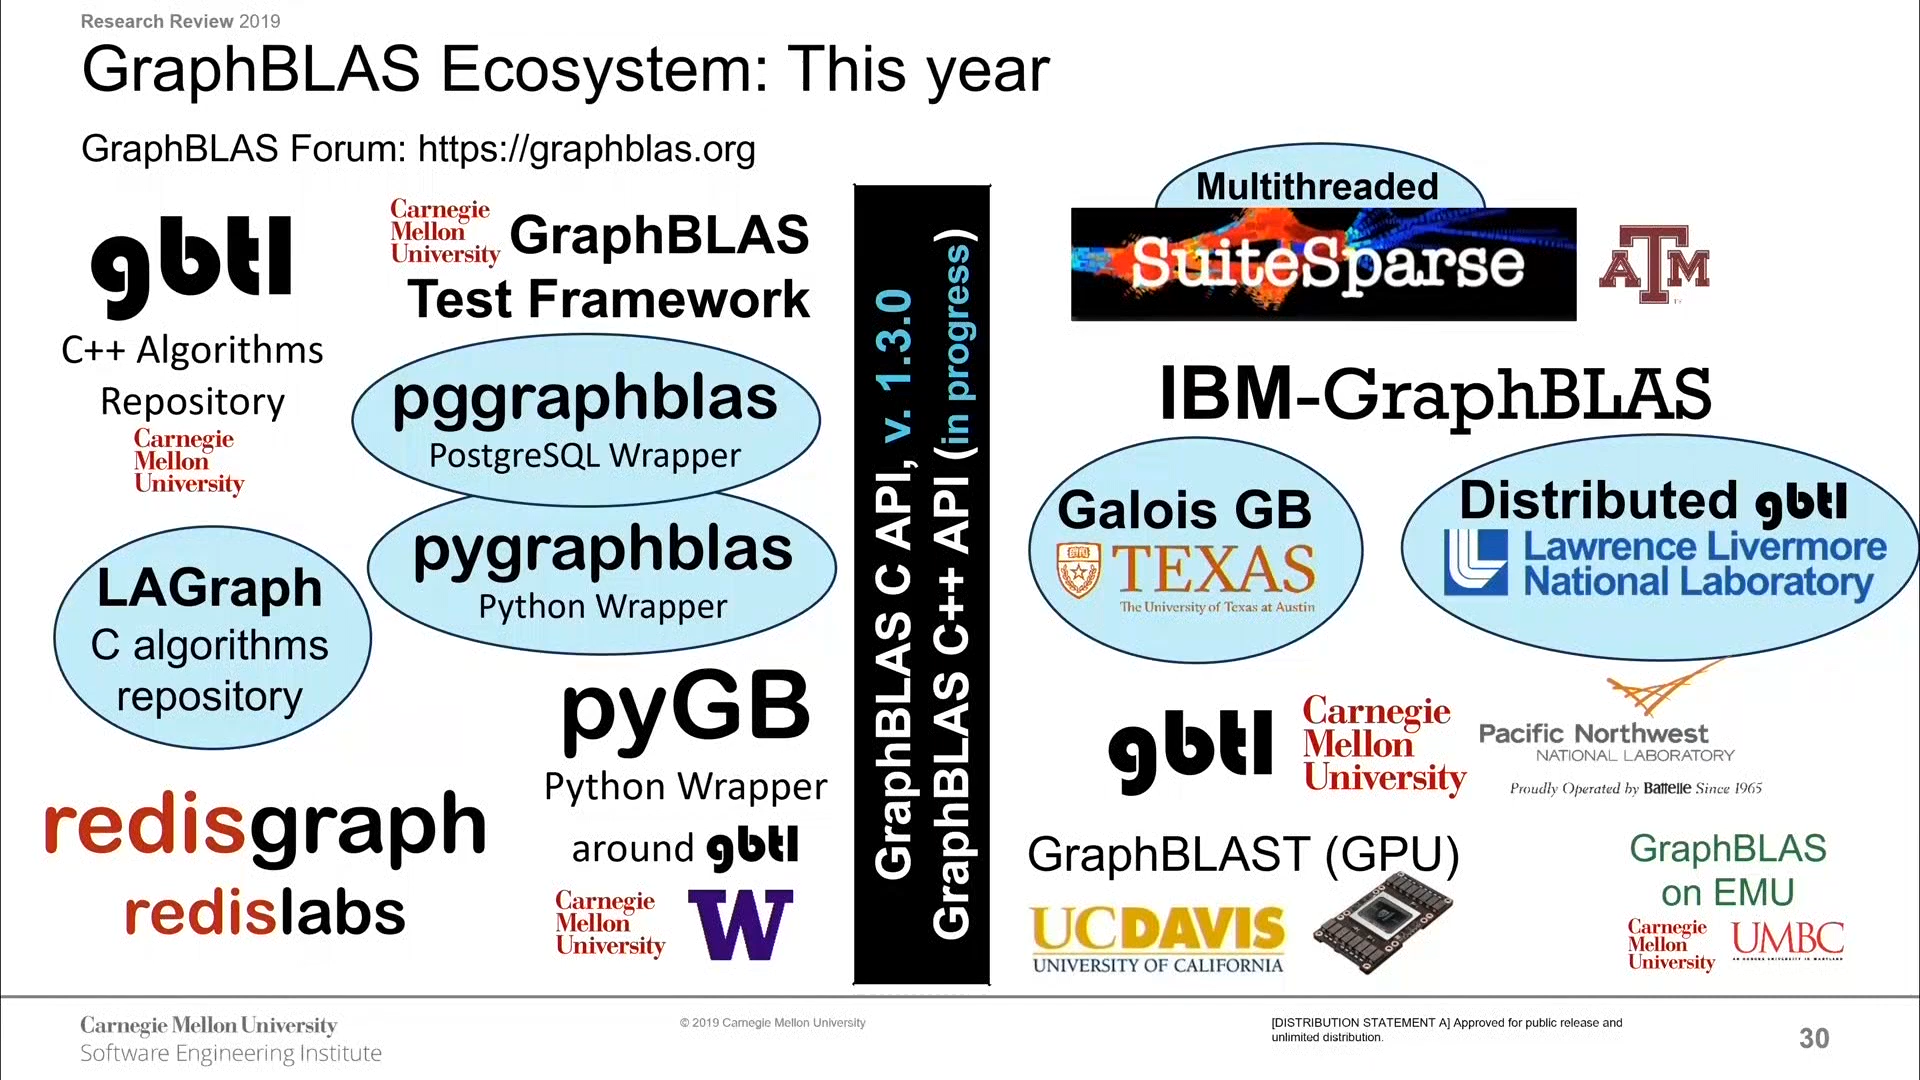 Research Review 2019
GraphBLAS Ecosystem: This year
GraphBLAS Forum: https://graphblas.org
gbtl
C++ Algorithms
Repository
Carnegie
Mellon
University
Carnegie
Mellon
University
GraphBLAS
Test Framework
pggraphblas
PostgreSQL Wrapper
pygraphblas
Python Wrapper
LAGraph
C algorithms
repository
pyGB
Python Wrapper
around gbtl
Carnegie
Mellon
University
W
redisgraph
redislabs
GraphBLAS C API, v. 1.3.0
GraphBLAS C++ API (in progress)
Multithreaded
SuiteSparse
ATM
IBM-GraphBLAS
Galois GB
TEXAS
The University of Texas at Austin
Distributed gbtl
Lawrence Livermore
National Laboratory
gbtl
Carnegie
Mellon
University
Pacific Northwest
NATIONAL LABORATORY
Proudly Operated by Battelle Since 1965
GraphBLAST (GPU)
UCDAVIS
UNIVERSITY OF CALIFORNIA
GraphBLAS
on EMU
Carnegie
Mellon
University
UMBC
Carnegie Mellon University
Software Engineering Institute
© 2019 Carnegie Mellon University
[DISTRIBUTION STATEMENT A] Approved for public release and
unlimited distribution.
30